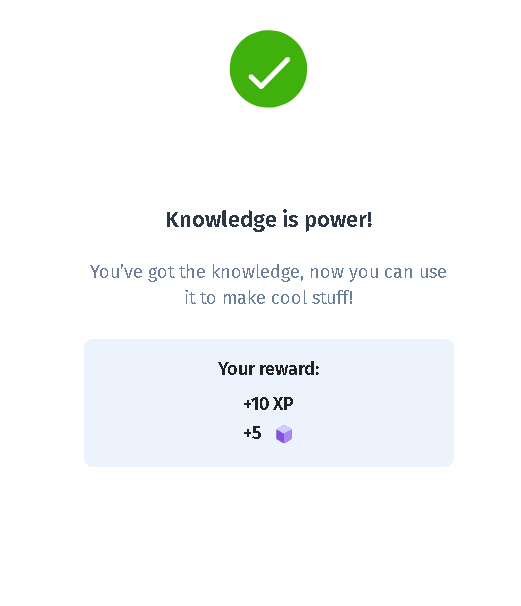 Knowledge is power!
You've got the knowledge, now you can use
it to make cool stuff!
Your reward:
+10 XP
+5